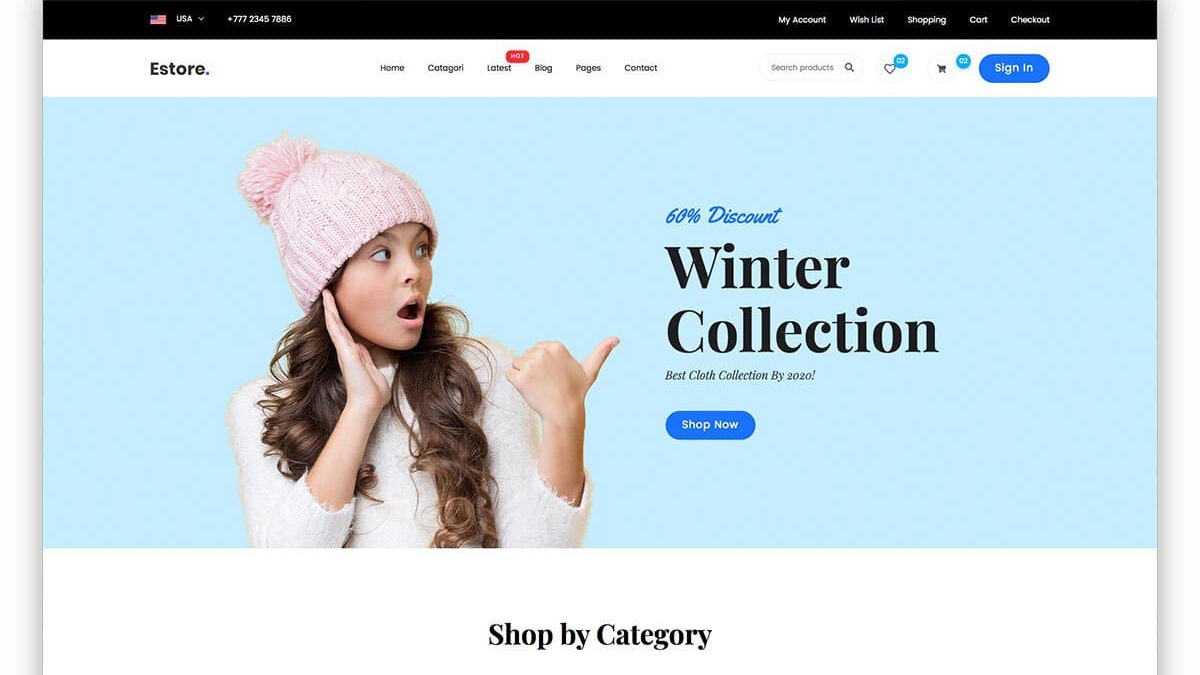 USA +777 2345 7886 My Account Wish List Shopping Cart Checkout
HOT
Estore. Home Catagori Latest Blog Pages Contact Search products 02 02 Sign In
60% Discount
Winter
Collection
Best Cloth Collection By 2020!
Shop Now
Shop by Category